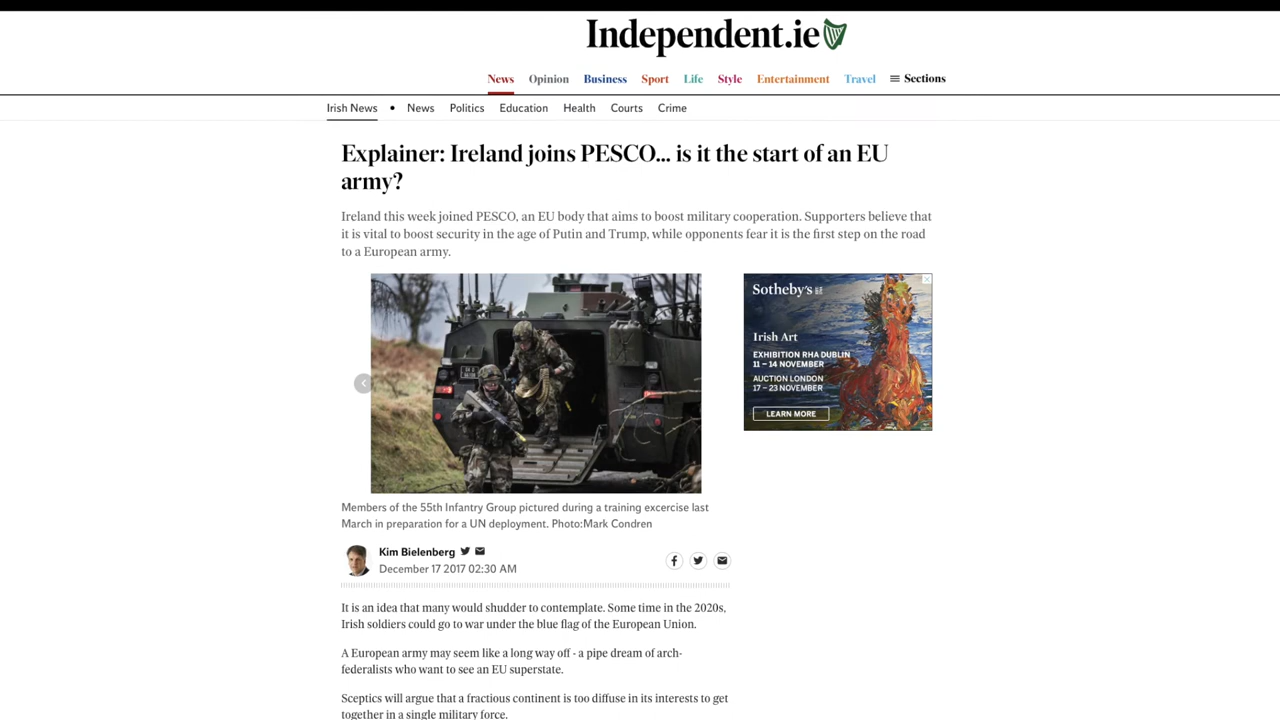 Independent.ie
News Opinion Business Sport Life Style Entertainment Travel Sections
Irish News • News Politics Education Health Courts Crime
Explainer: Ireland joins PESCO... is it the start of an EU
army?
Ireland this week joined PESCO, an EU body that aims to boost military cooperation. Supporters believe that
it is vital to boost security in the age of Putin and Trump, while opponents fear it is the first step on the road
to a European army.
Sotheby's
Irish Art
EXHIBITION RHA DUBLIN
11 – 14 NOVEMBER
AUCTION LONDON
17 – 23 NOVEMBER
LEARN MORE
Members of the 55th Infantry Group pictured during a training excercise last
March in preparation for a UN deployment. Photo:Mark Condren
Kim Bielenberg
December 17 2017 02:30 AM
It is an idea that many would shudder to contemplate. Some time in the 2020s,
Irish soldiers could go to war under the blue flag of the European Union.
A European army may seem like a long way off - a pipe dream of arch-
federalists who want to see an EU superstate.
Sceptics will argue that a fractious continent is too diffuse in its interests to get
together in a single military force.